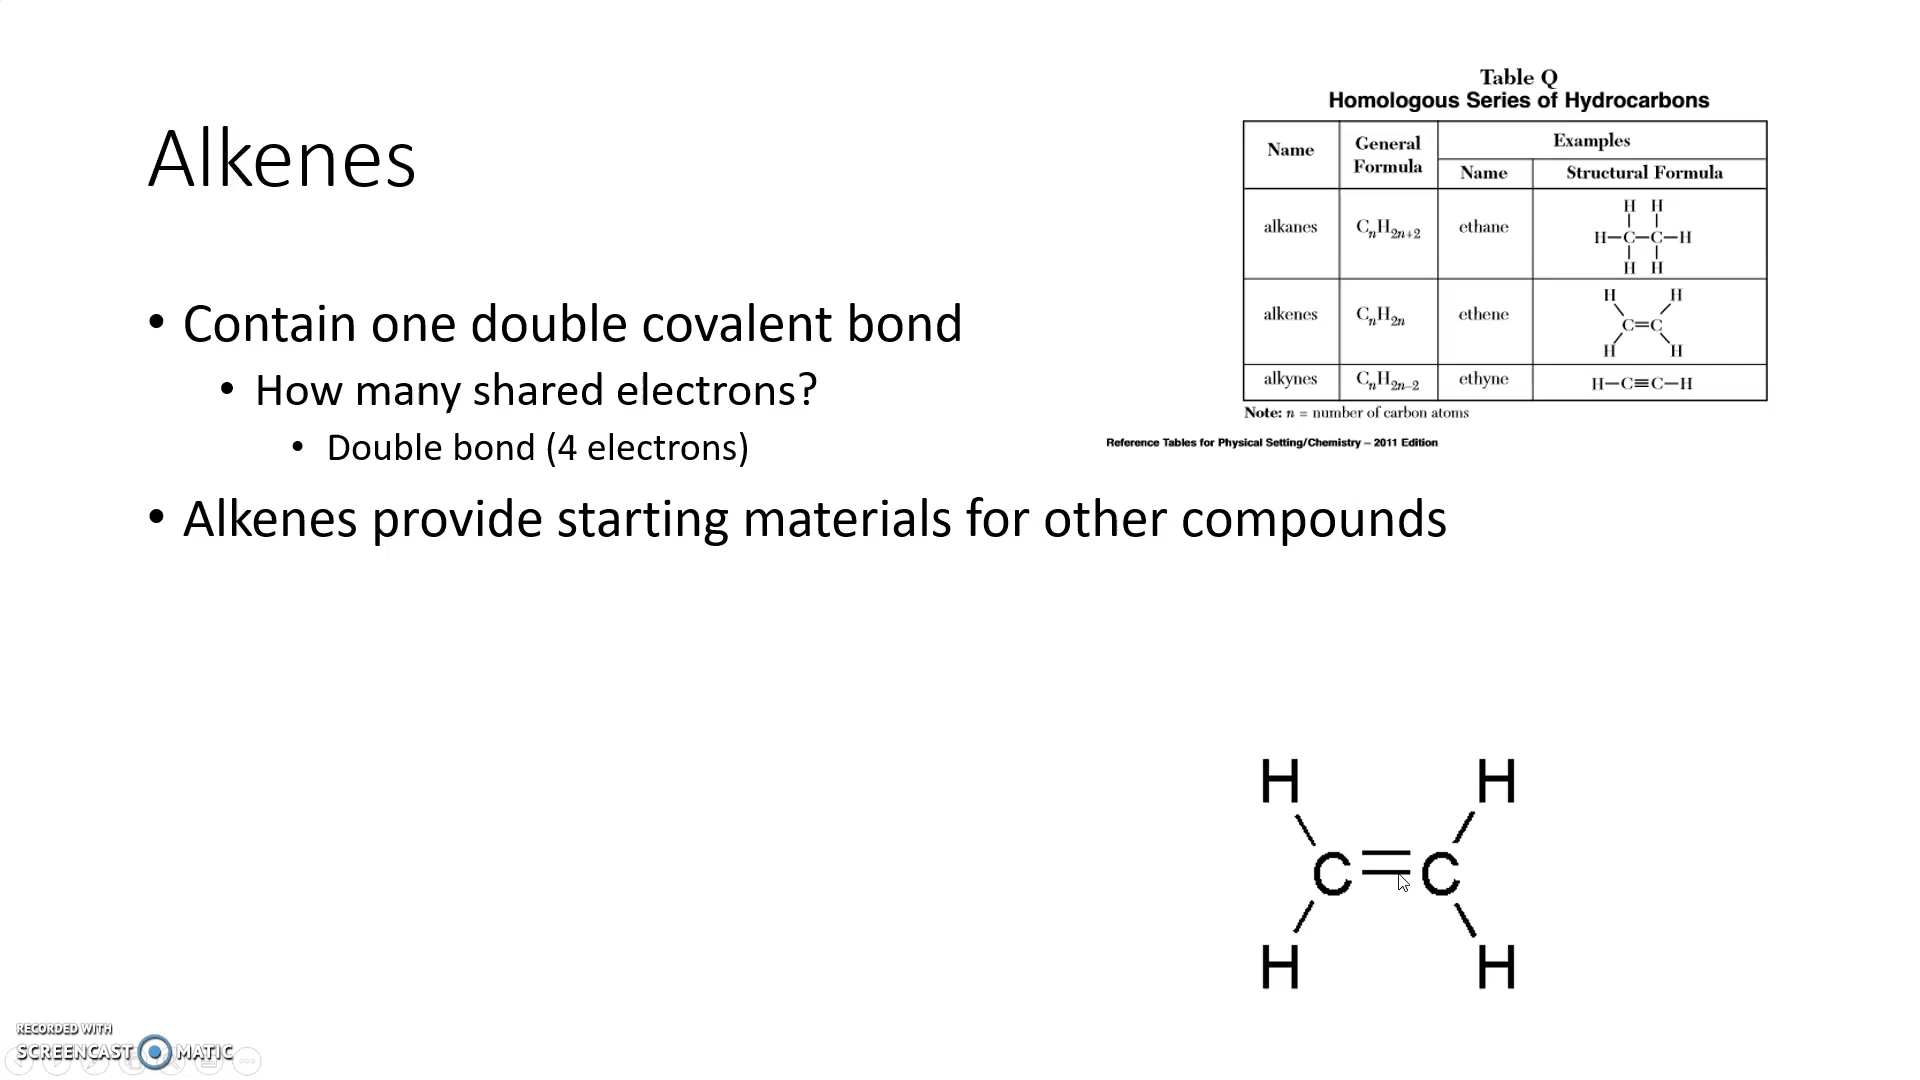 Alkenes
• Contain one double covalent bond
• How many shared electrons?
• Double bond (4 electrons)
• Alkenes provide starting materials for other compounds
Table Q
Homologous Series of Hydrocarbons
Name General Formula Examples
Name Structural Formula
alkanes CnH2n+2 ethane
H H
H–C–C–H
H H
alkenes CnH2n ethene
H H
C=C
H H
alkynes CnH2n–2 ethyne H–C≡C–H
Note: n = number of carbon atoms
Reference Tables for Physical Setting/Chemistry – 2011 Edition
H H
C=C
H H
RECORDED WITH
SCREENCAST MATIC